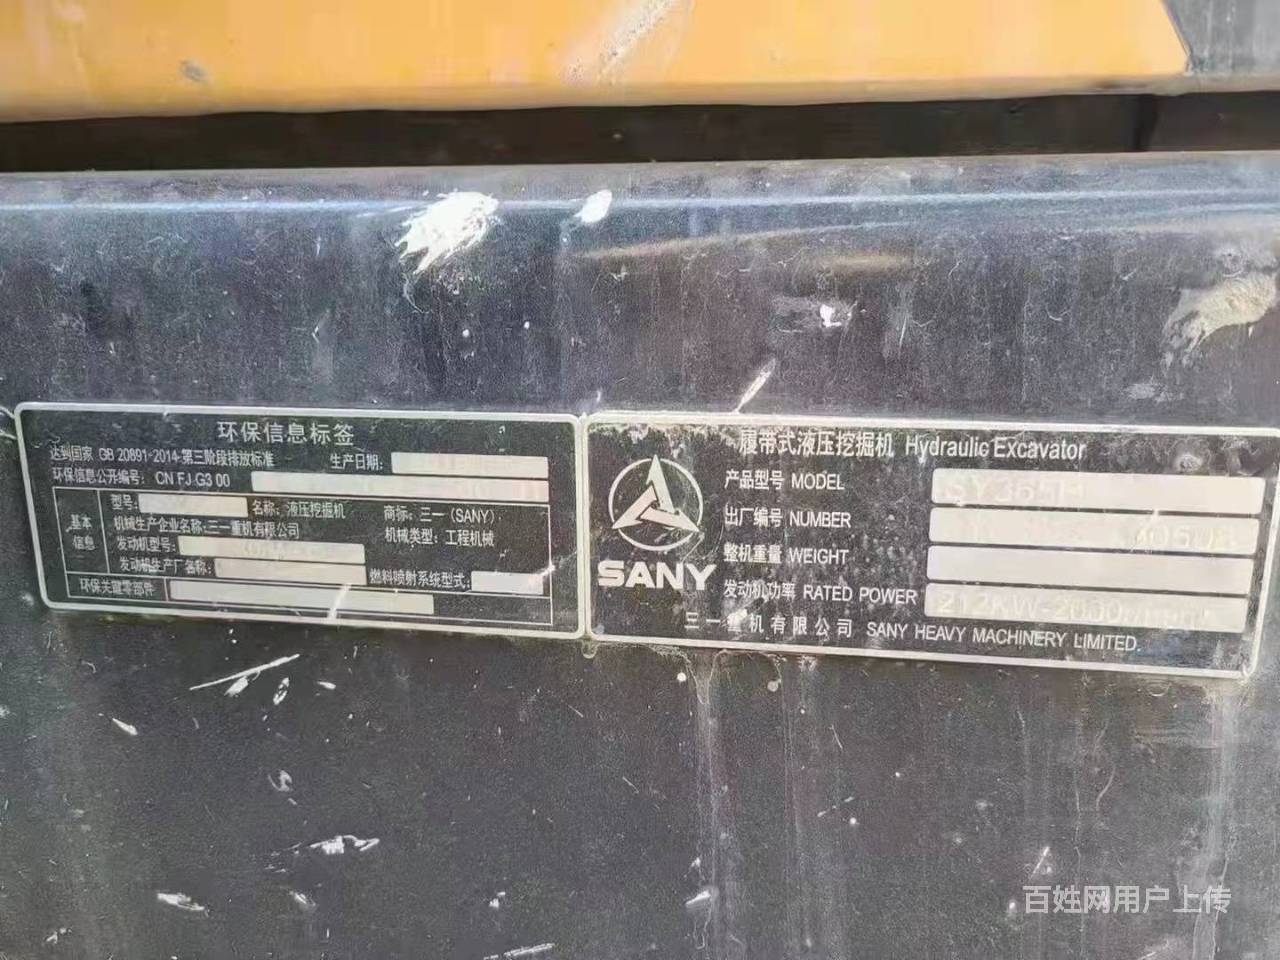 环保信息标签
达到国家 GB 20891-2014 第三阶段排放标准 生产日期:
环保信息公开编号: CN FJ G3 00
基本信息
型号: 名称: 液压挖掘机 商标: 三一 (SANY)
机械生产企业名称: 三一重机有限公司 机械类型: 工程机械
发动机型号:
发动机生产厂名称: 燃料喷射系统型式:
环保关键零部件
履带式液压挖掘机 Hydraulic Excavator
SANY
产品型号 MODEL SY365H
出厂编号 NUMBER
整机重量 WEIGHT
发动机功率 RATED POWER 212KW-2000r/min
三一重机有限公司 SANY HEAVY MACHINERY LIMITED.
百姓网用户上传